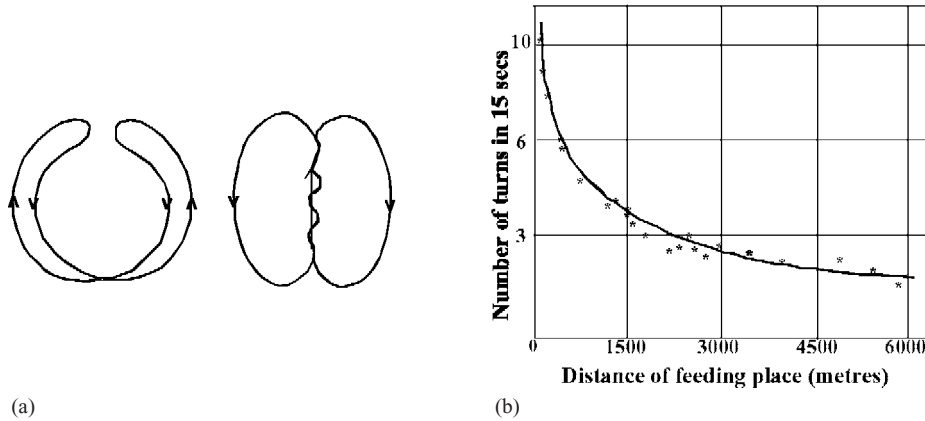 Number of turns in 15 secs
10
6
3
0 1500 3000 4500 6000
Distance of feeding place (metres)
(a) (b)